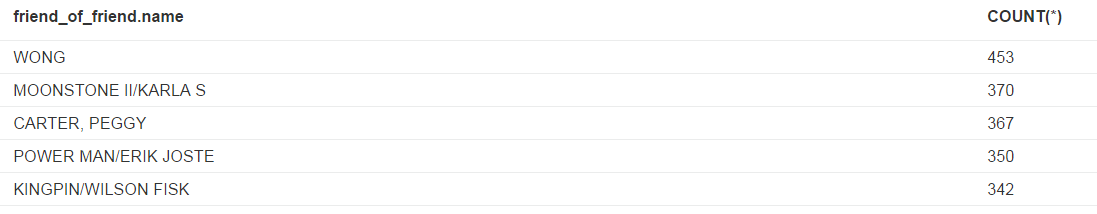 friend_of_friend.name COUNT(*)
WONG 453
MOONSTONE II/KARLA S 370
CARTER, PEGGY 367
POWER MAN/ERIK JOSTE 350
KINGPIN/WILSON FISK 342